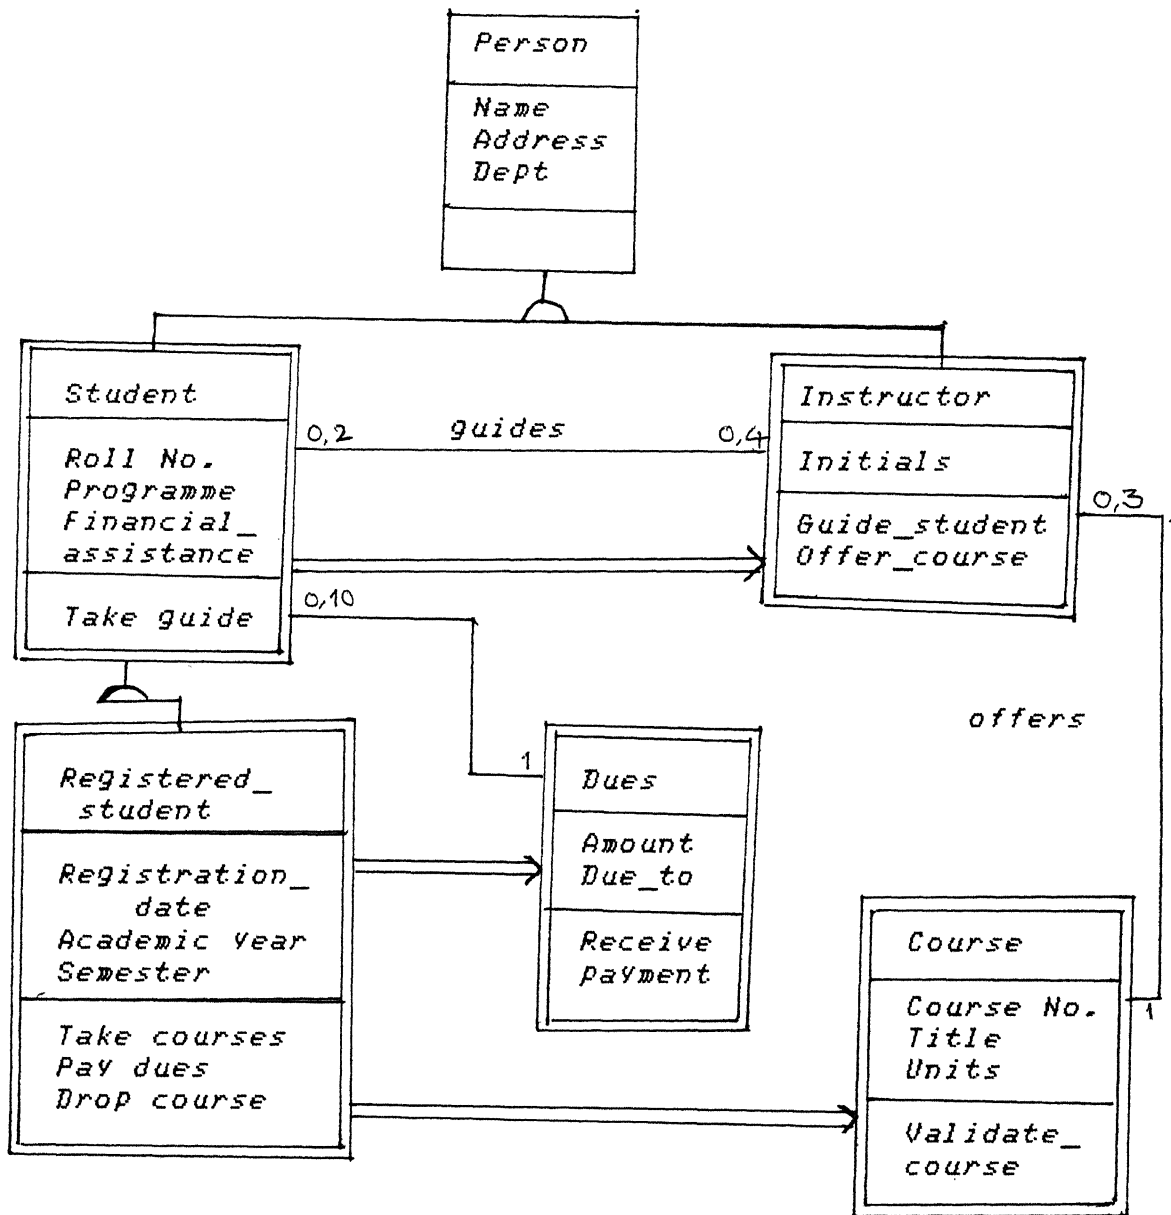 Person
Name
Address
Dept
Student
Roll No.
Programme
Financial_
assistance
Take guide
0,2
guides
0,4
Instructor
Initials
Guide_student
Offer_course
0,3
0,10
1
offers
Registered_
student
Registration_
date
Academic Year
Semester
Take courses
Pay dues
Drop course
Dues
Amount
Due_to
Receive
payment
Course
Course No.
Title
Units
Validate_
course
1